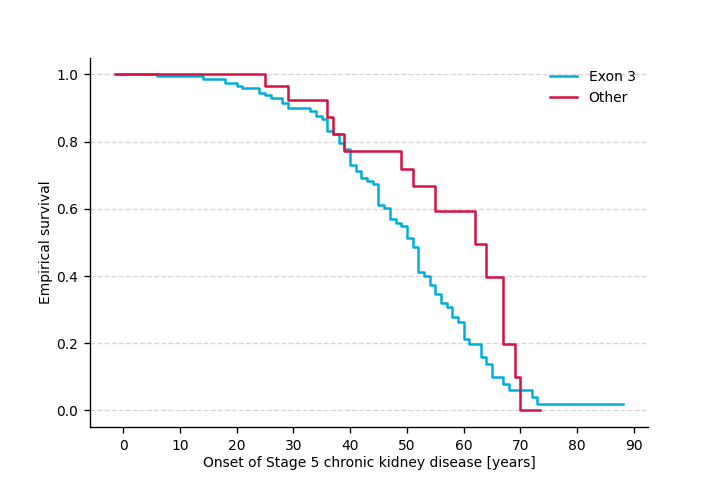 Exon 3
Other
1.0
0.8
0.6
0.4
0.2
0.0
Empirical survival
0 10 20 30 40 50 60 70 80 90
Onset of Stage 5 chronic kidney disease [years]